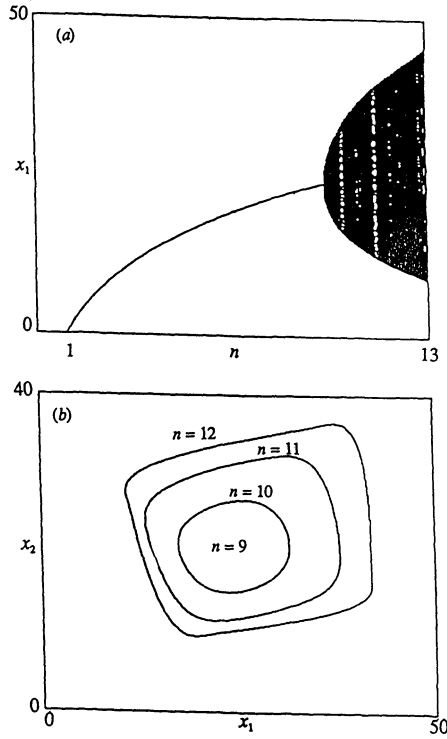 50
(a)
x₁
0
1
n
13
40
(b)
n = 12
n = 11
n = 10
n = 9
x₂
0
0
x₁
50